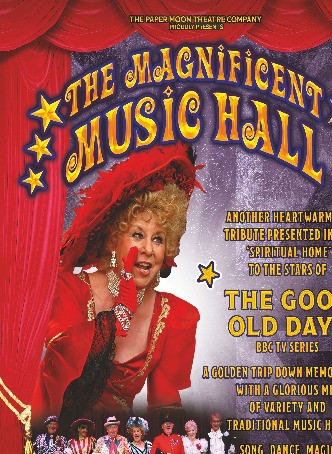 THE PAPER MOON THEATRE COMPANY
PROUDLY PRESENTS
THE MAGNIFICENT
MUSIC HALL
ANOTHER HEARTWARM
TRIBUTE PRESENTED IN
'SPIRITUAL HOME'
TO THE STARS OF
THE GOO
OLD DAY
BBC TV SERIES
A GOLDEN TRIP DOWN MEMO
WITH A GLORIOUS MI
OF VARIETY AND
TRADITIONAL MUSIC H
SONG, DANCE, MAGI